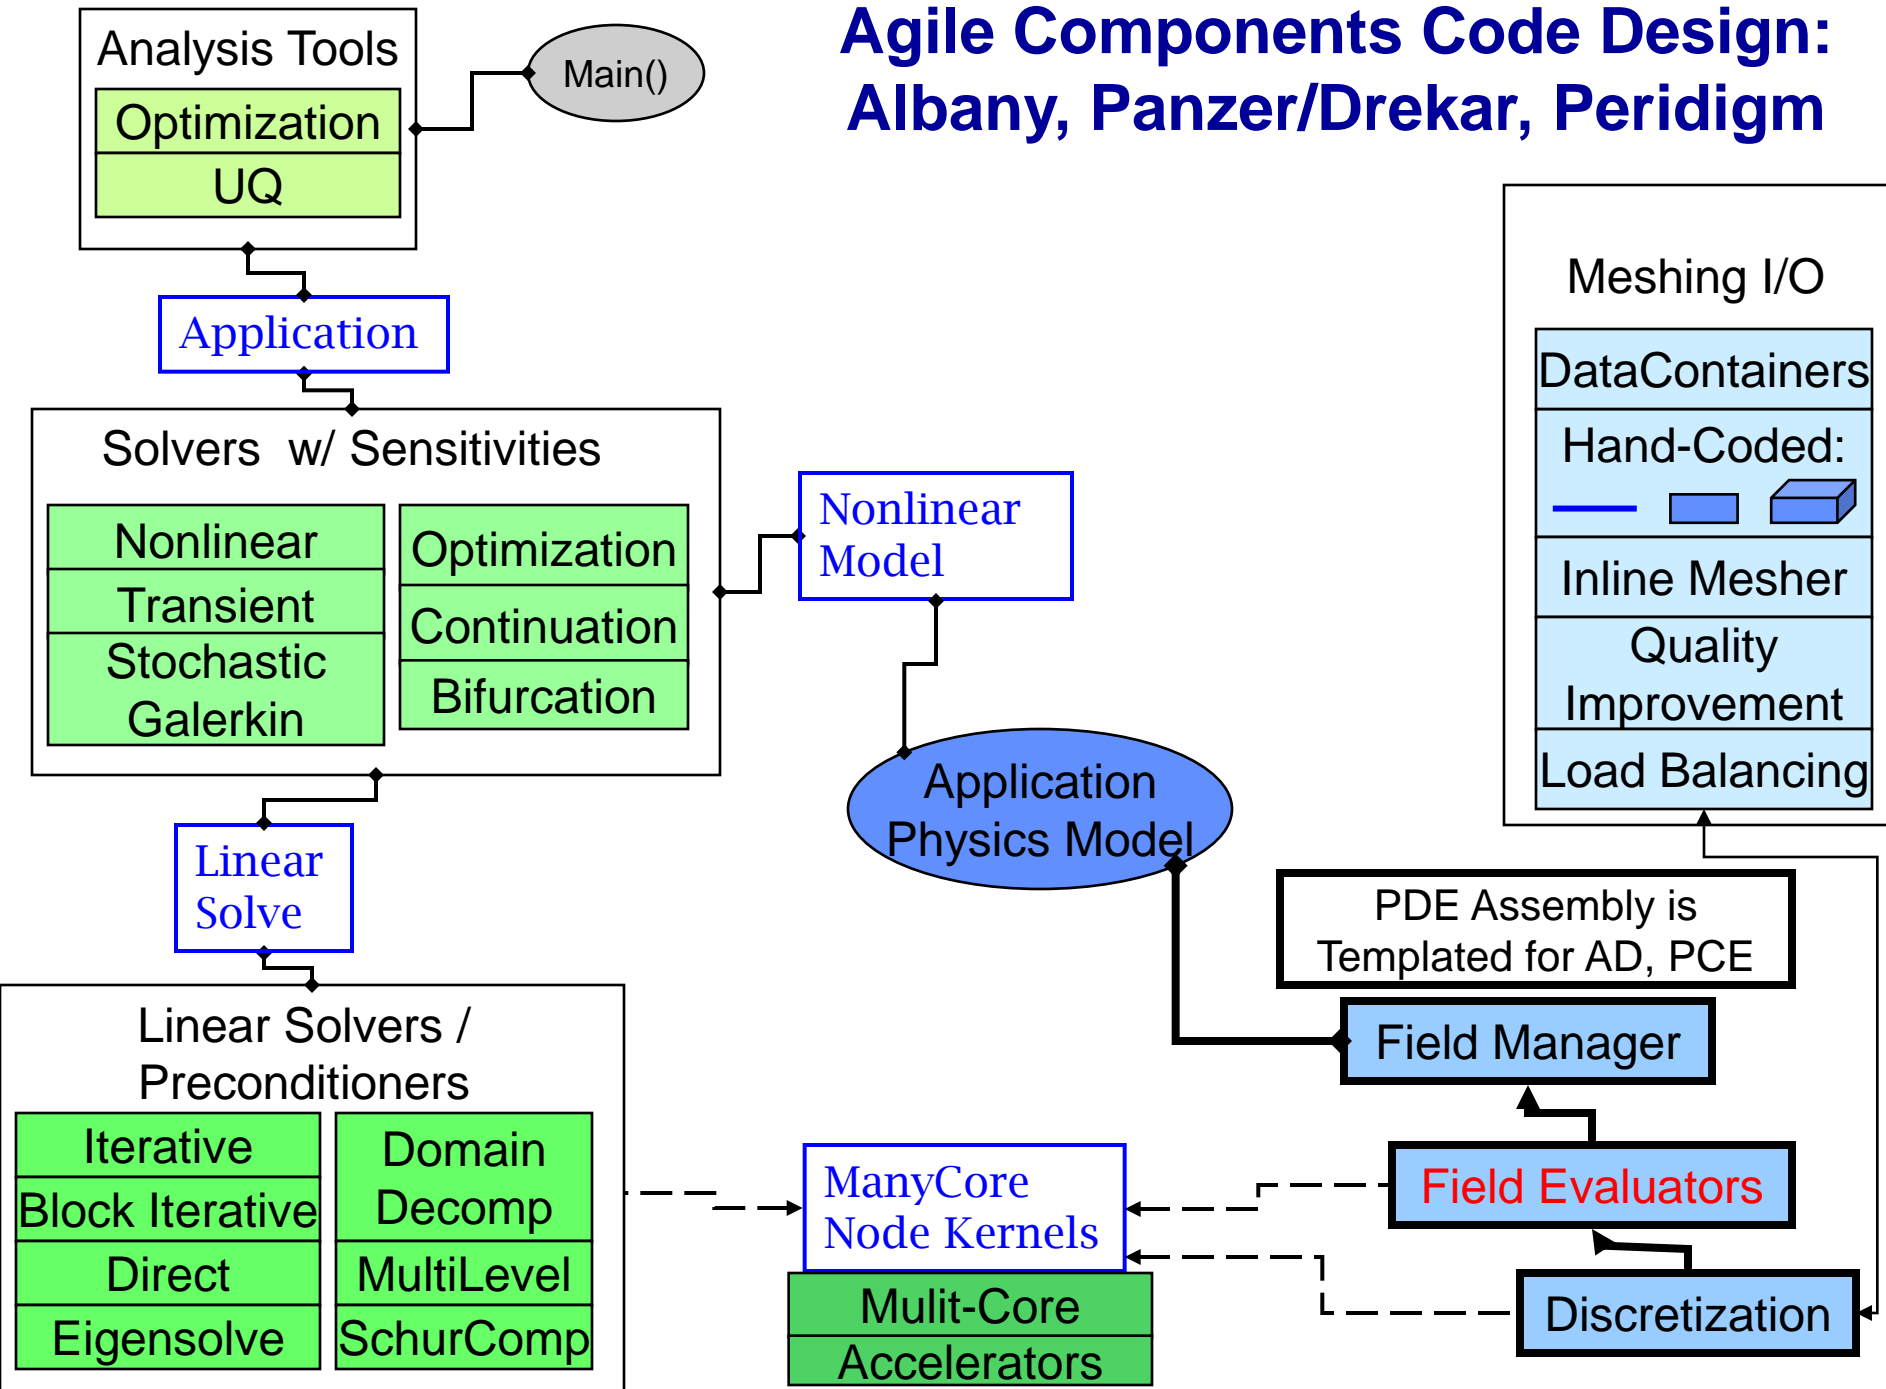 Agile Components Code Design:
Albany, Panzer/Drekar, Peridigm
Analysis Tools
Optimization
UQ
Main()
Application
Solvers w/ Sensitivities
Nonlinear
Transient
Stochastic
Galerkin
Optimization
Continuation
Bifurcation
Nonlinear
Model
Application
Physics Model
Linear
Solve
Linear Solvers /
Preconditioners
Iterative
Block Iterative
Direct
Eigensolve
Domain
Decomp
MultiLevel
SchurComp
ManyCore
Node Kernels
Mulit-Core
Accelerators
Meshing I/O
DataContainers
Hand-Coded:
Inline Mesher
Quality
Improvement
Load Balancing
PDE Assembly is
Templated for AD, PCE
Field Manager
Field Evaluators
Discretization